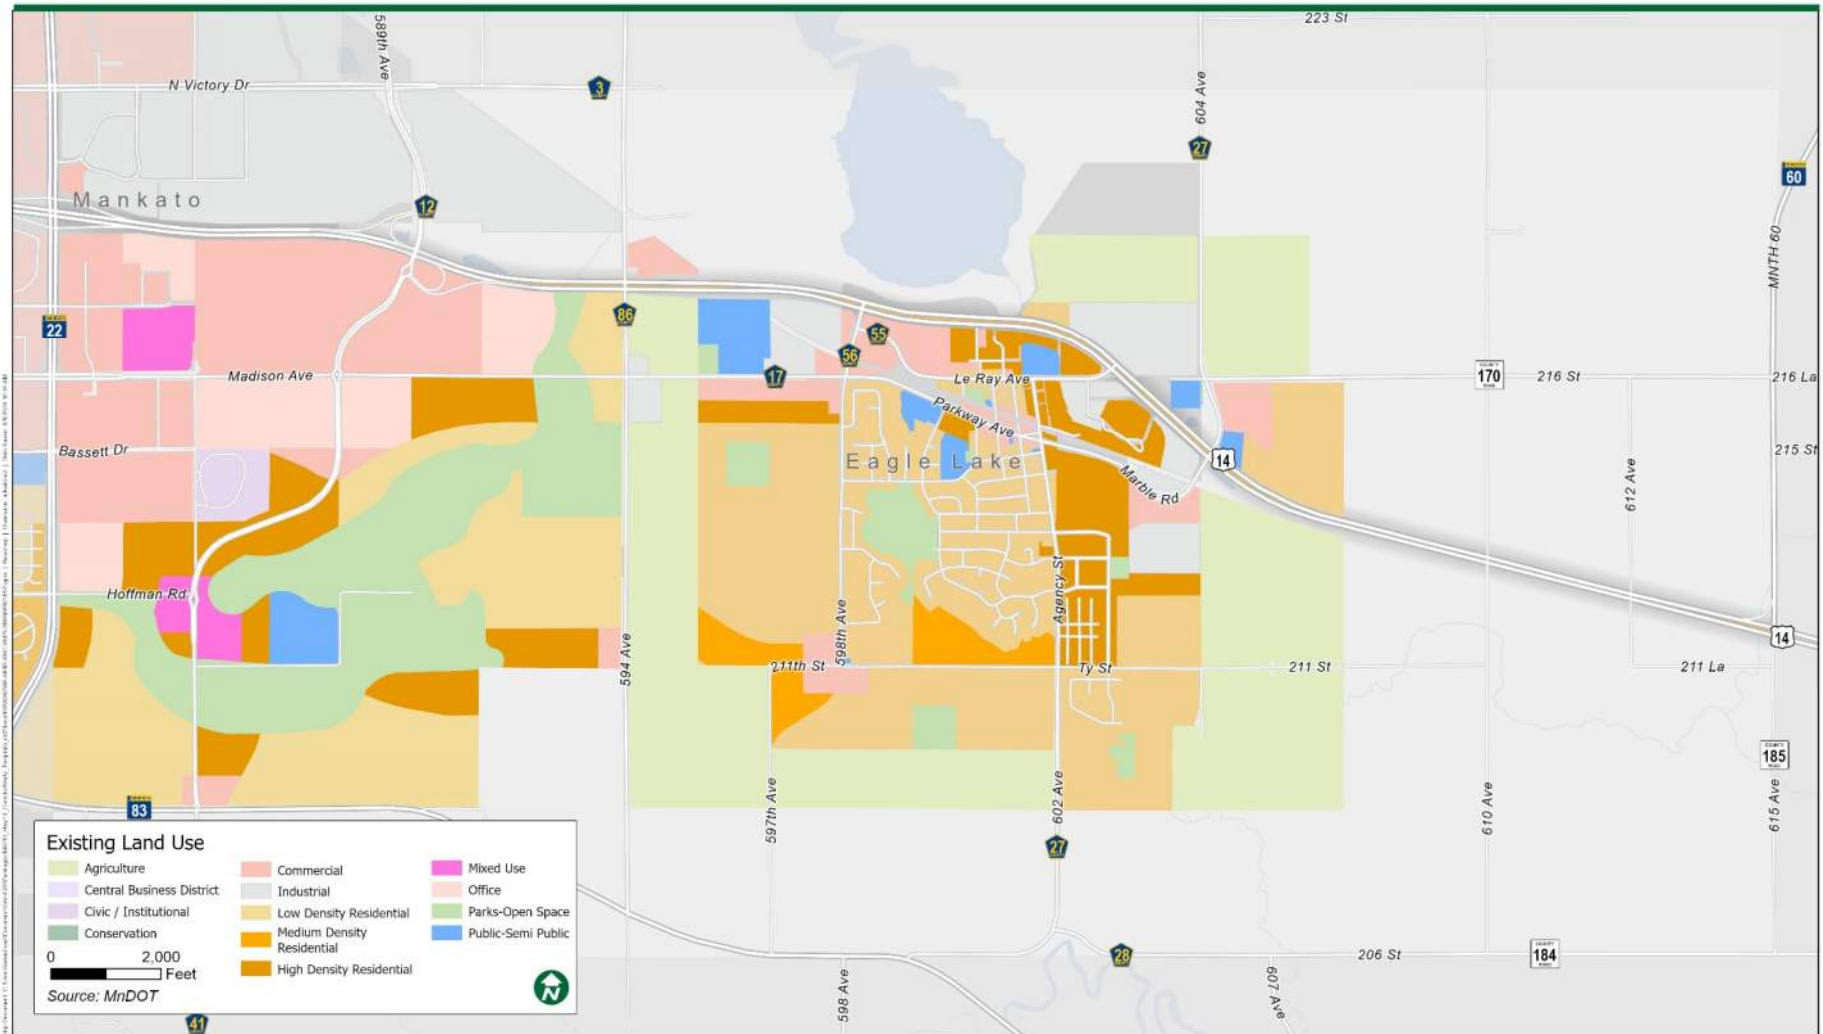 223 St
589th Ave
N Victory Dr
3
604 Ave
27
60
Mankato
12
MNTH 60
22
86
55
56
17
Madison Ave
Le Ray Ave
170
216 St
216 La
Parkway Ave
Bassett Dr
Eagle Lake
14
215 St
Marble Rd
612 Ave
Hoffman Rd
Agency St
598th Ave
594 Ave
14
211th St
Ty St
211 St
211 La
185
597th Ave
602 Ave
610 Ave
615 Ave
83
27
28
206 St
184
598 Ave
607 Ave
41
Existing Land Use
Agriculture
Central Business District
Civic / Institutional
Conservation
Commercial
Industrial
Low Density Residential
Medium Density
Residential
High Density Residential
Mixed Use
Office
Parks-Open Space
Public-Semi Public
0 2,000
Feet
Source: MnDOT
N